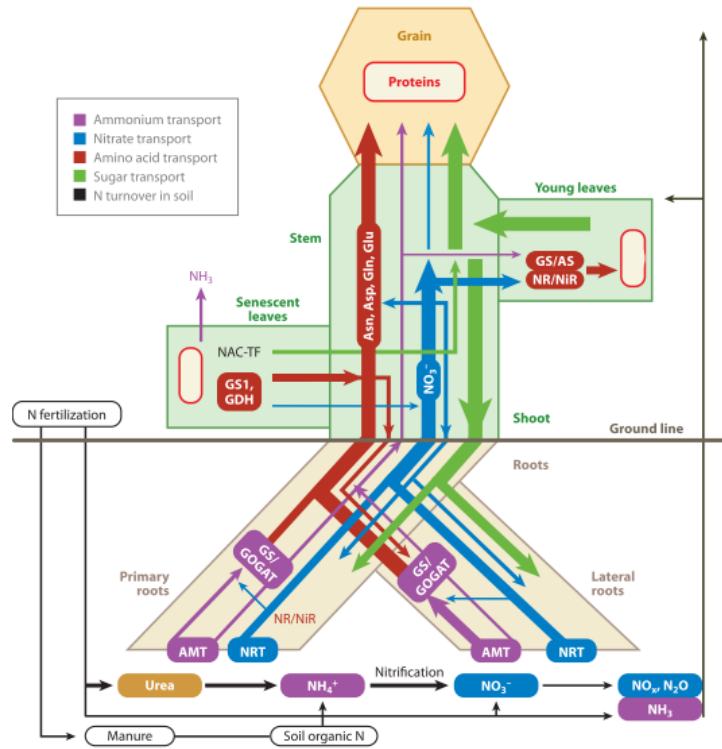 Grain
Proteins
Ammonium transport
Nitrate transport
Amino acid transport
Sugar transport
N turnover in soil
Young leaves
Stem
Asn, Asp, Gln, Glu
GS/AS
NR/NiR
NH₃
Senescent
leaves
NAC-TF
GS1,
GDH
NO₃⁻
N fertilization
Shoot
Ground line
Roots
GS/
GOGAT
GS/
GOGAT
Primary
roots
Lateral
roots
NR/NiR
AMT
NRT
AMT
NRT
Nitrification
Urea
NH₄⁺
NO₃⁻
NOₓ, N₂O
NH₃
Manure
Soil organic N